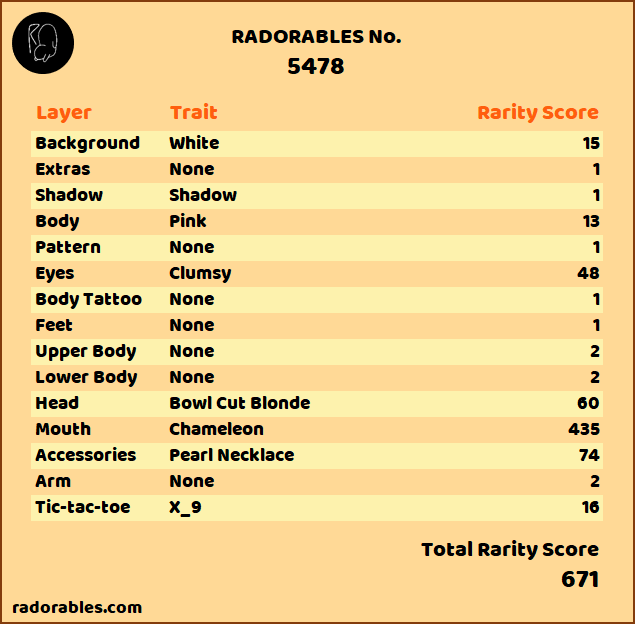 RADORABLES No.
5478
Layer Trait Rarity Score
Background White 15
Extras None 1
Shadow Shadow 1
Body Pink 13
Pattern None 1
Eyes Clumsy 48
Body Tattoo None 1
Feet None 1
Upper Body None 2
Lower Body None 2
Head Bowl Cut Blonde 60
Mouth Chameleon 435
Accessories Pearl Necklace 74
Arm None 2
Tic-tac-toe X_9 16
Total Rarity Score
671
radorables.com